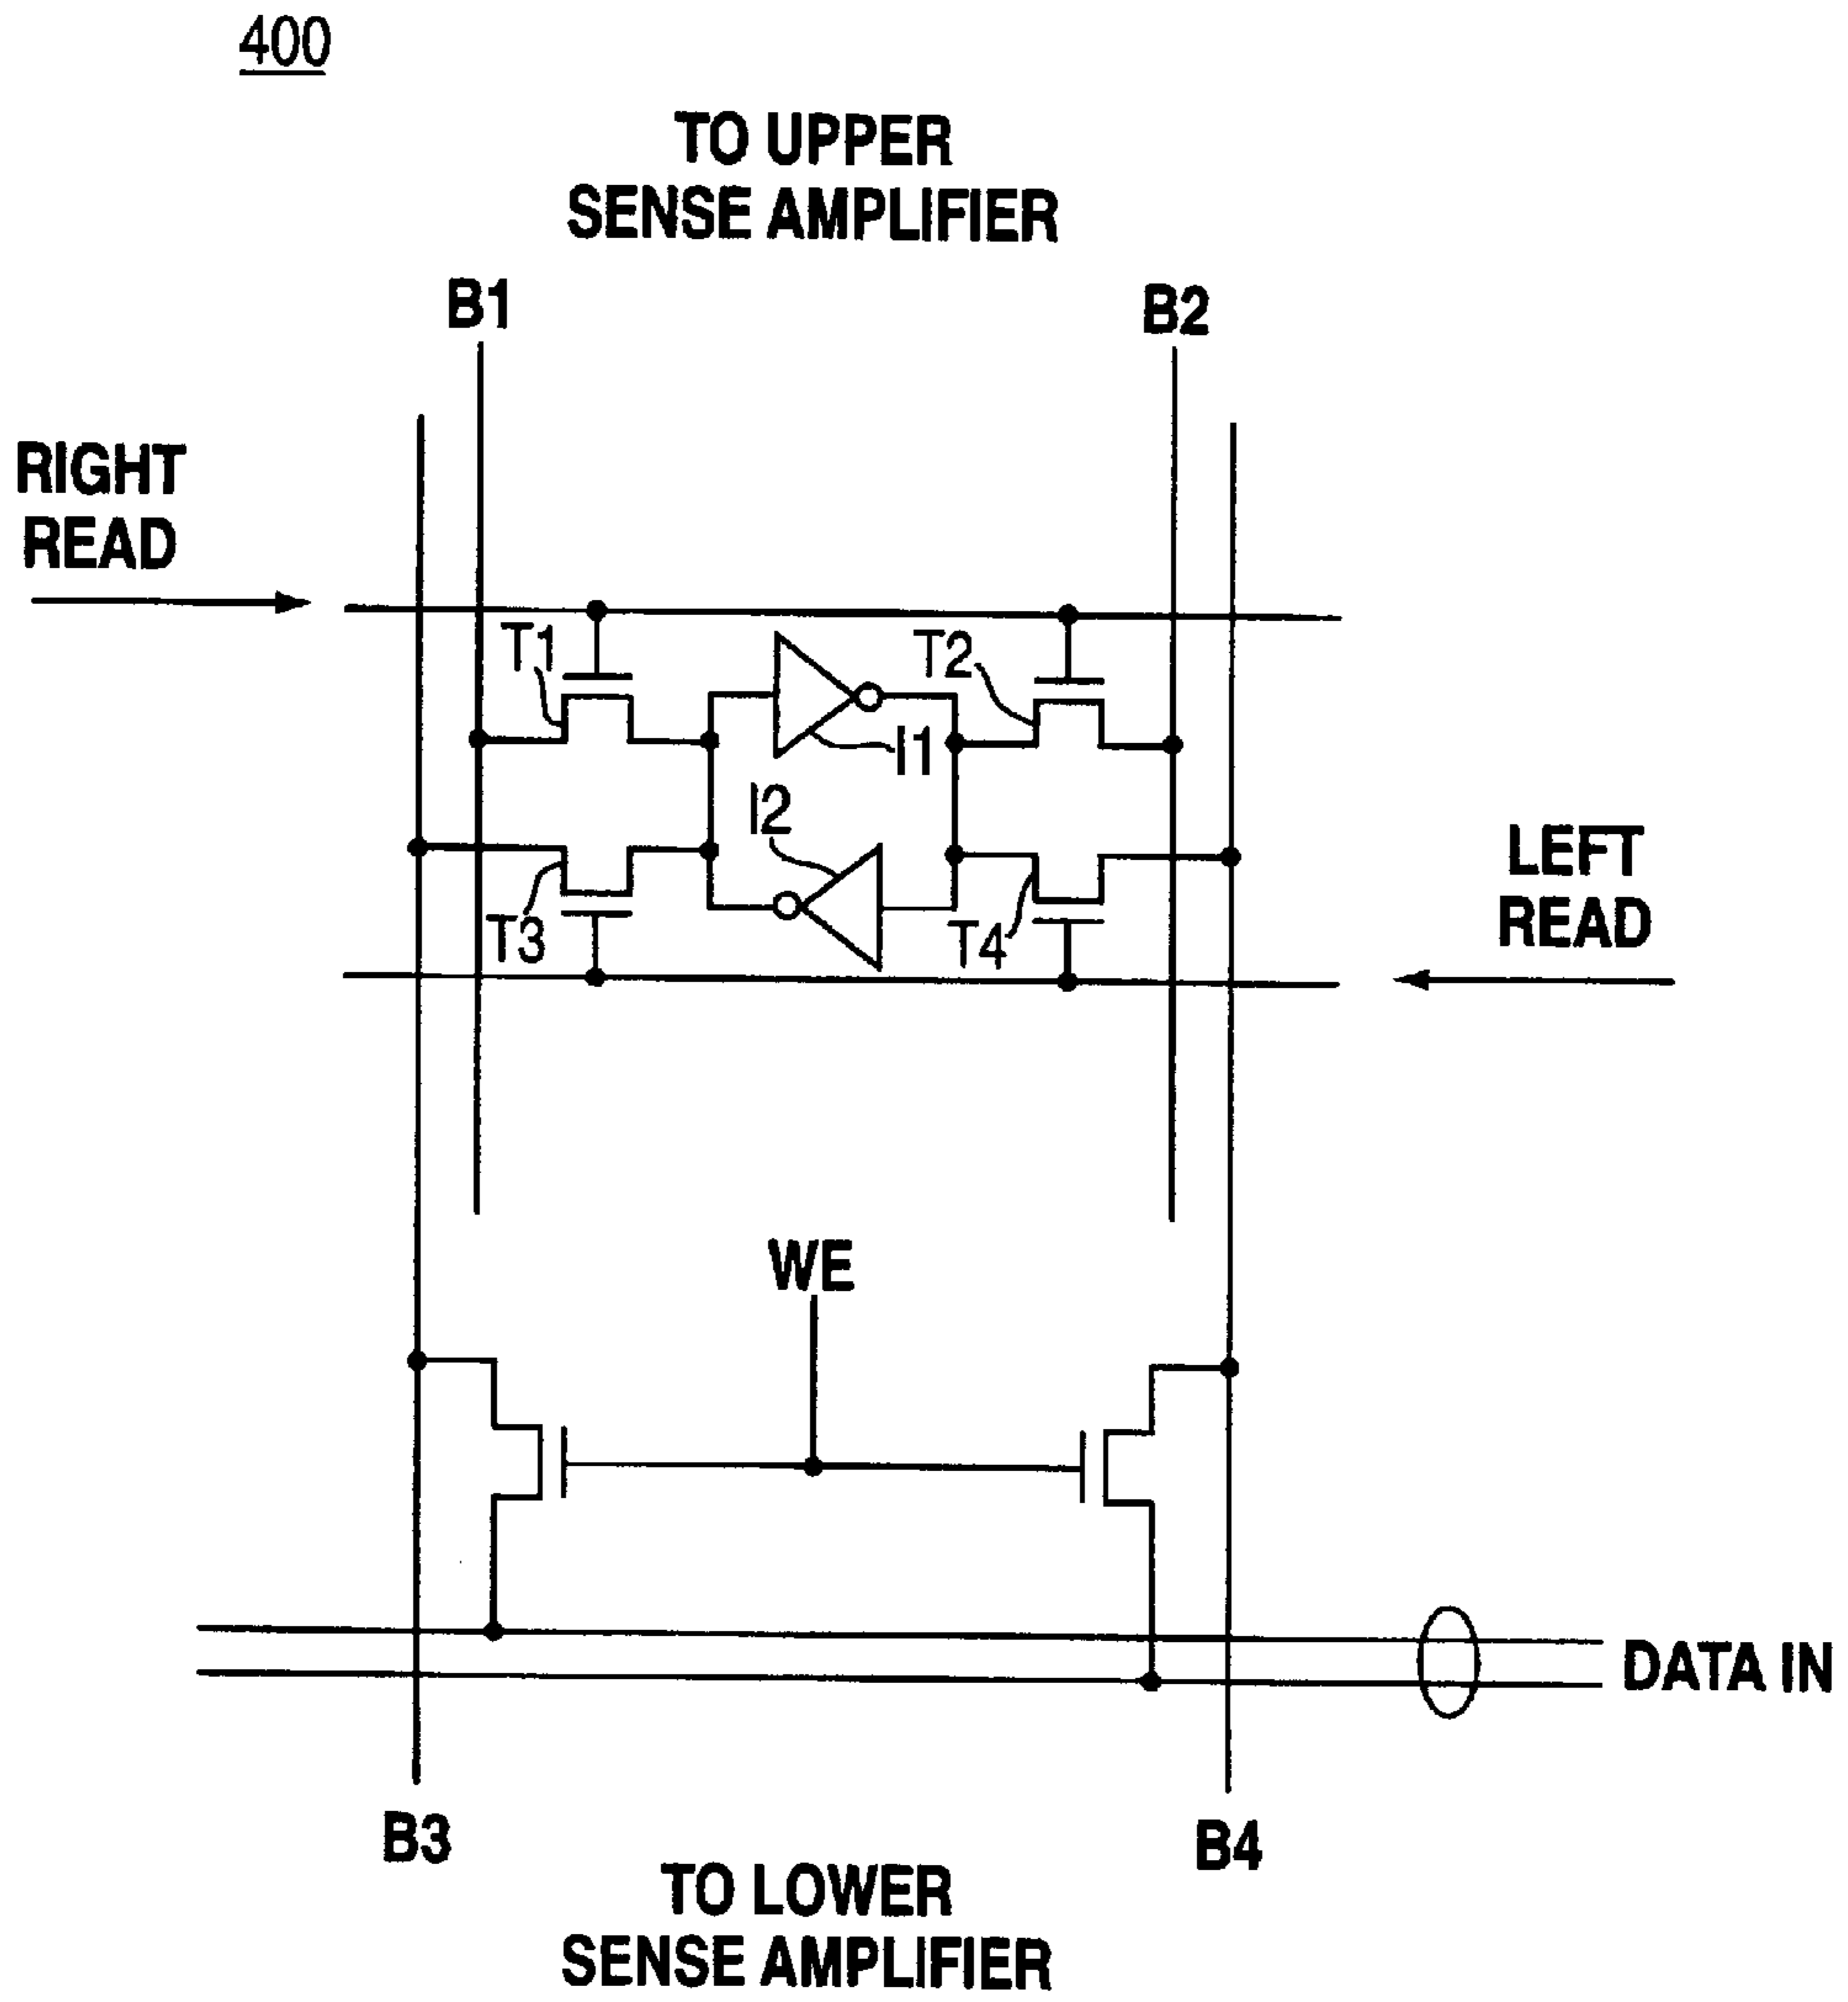 400
TO UPPER
SENSE AMPLIFIER
B1
B2
RIGHT
READ
T1
T2
I1
I2
LEFT
READ
T3
T4
WE
DATA IN
B3
B4
TO LOWER
SENSE AMPLIFIER